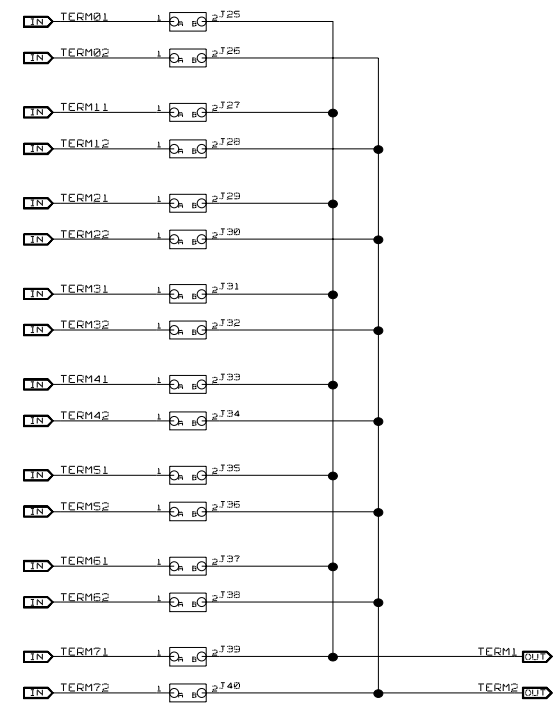 IN TERM01 1 A B 2 J25
IN TERM02 1 A B 2 J26
IN TERM11 1 A B 2 J27
IN TERM12 1 A B 2 J28
IN TERM21 1 A B 2 J29
IN TERM22 1 A B 2 J30
IN TERM31 1 A B 2 J31
IN TERM32 1 A B 2 J32
IN TERM41 1 A B 2 J33
IN TERM42 1 A B 2 J34
IN TERM51 1 A B 2 J35
IN TERM52 1 A B 2 J36
IN TERM61 1 A B 2 J37
IN TERM62 1 A B 2 J38
IN TERM71 1 A B 2 J39 TERM1 OUT
IN TERM72 1 A B 2 J40 TERM2 OUT